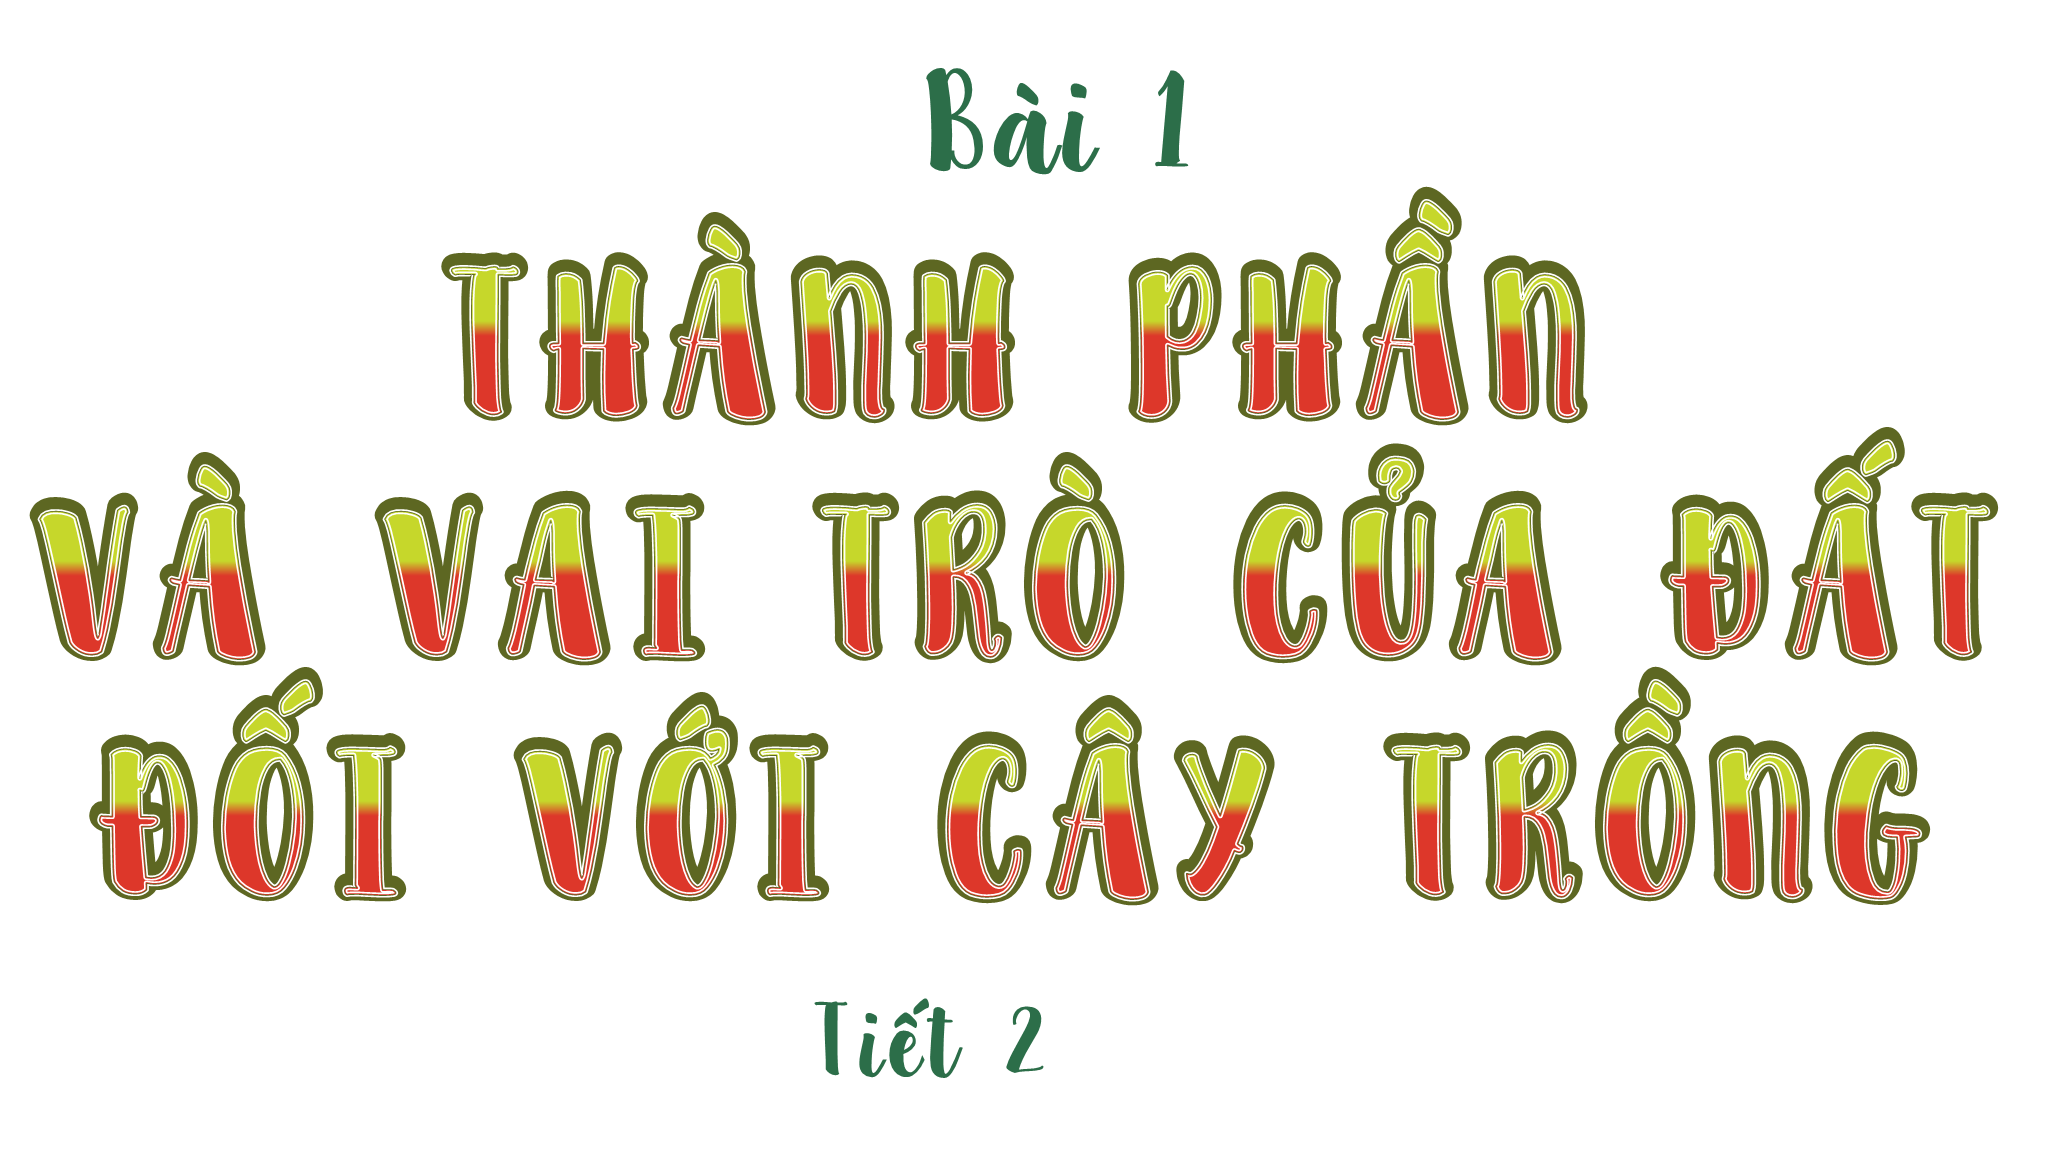 Bài 1
THÀNH PHẦN
VÀ VAI TRÒ CỦA ĐẤT
ĐỐI VỚI CÂY TRỒNG
Tiết 2